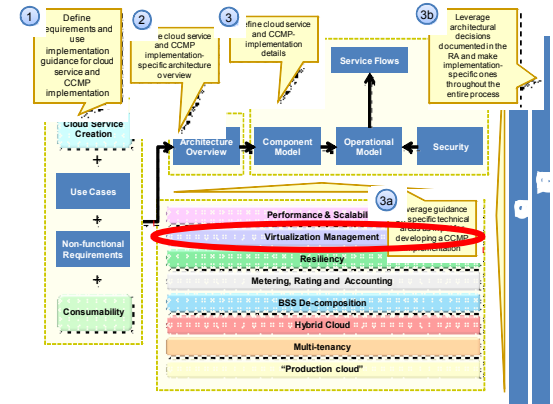 1
Define
requirements and
use
implementation
guidance for cloud
service and
CCMP
implementation
2
cloud service
and CCMP
implementation-
specific architecture
overview
3
cloud service
and CCMP-
implementation
details
3b
Leverage
architectural
decisions
documented in the
RA and make
implementation-
specific ones
throughout the
entire process
Service Flows
Cloud Service
Creation
+
Use Cases
+
Non-functional
Requirements
+
Consumability
Architecture
Overview
Component
Model
Operational
Model
Security
3a
leverage guidance
specific technical
areas
developing a CCMP
implementation
Performance &
Virtualization Management
Resiliency
Metering, Rating and Accounting
BSS De-composition
Hybrid Cloud
Multi-tenancy
“Production cloud”